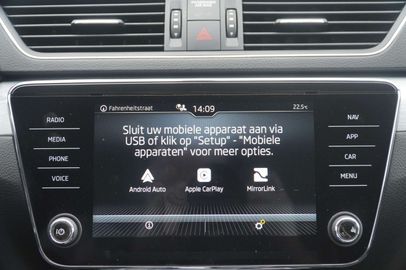 RADIO
MEDIA
PHONE
VOICE
Fahrenheitstraat
14:09
22.5°C
Sluit uw mobiele apparaat aan via
USB of klik op "Setup" - "Mobiele
apparaten" voor meer opties.
Android Auto
Apple CarPlay
MirrorLink
NAV
APP
CAR
MENU